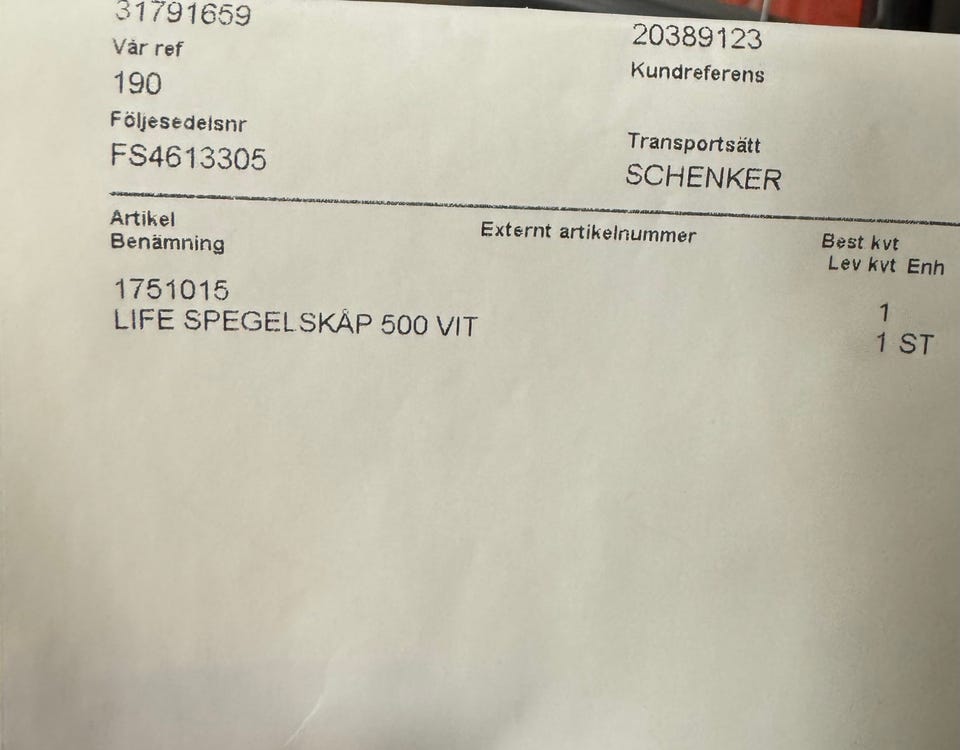 31791659
20389123
Vår ref
Kundreferens
190
Följesedelsnr
Transportsätt
FS4613305
SCHENKER
Artikel
Externt artikelnummer
Best kvt
Benämning
Lev kvt Enh
1751015
1
LIFE SPEGELSKÅP 500 VIT
1 ST